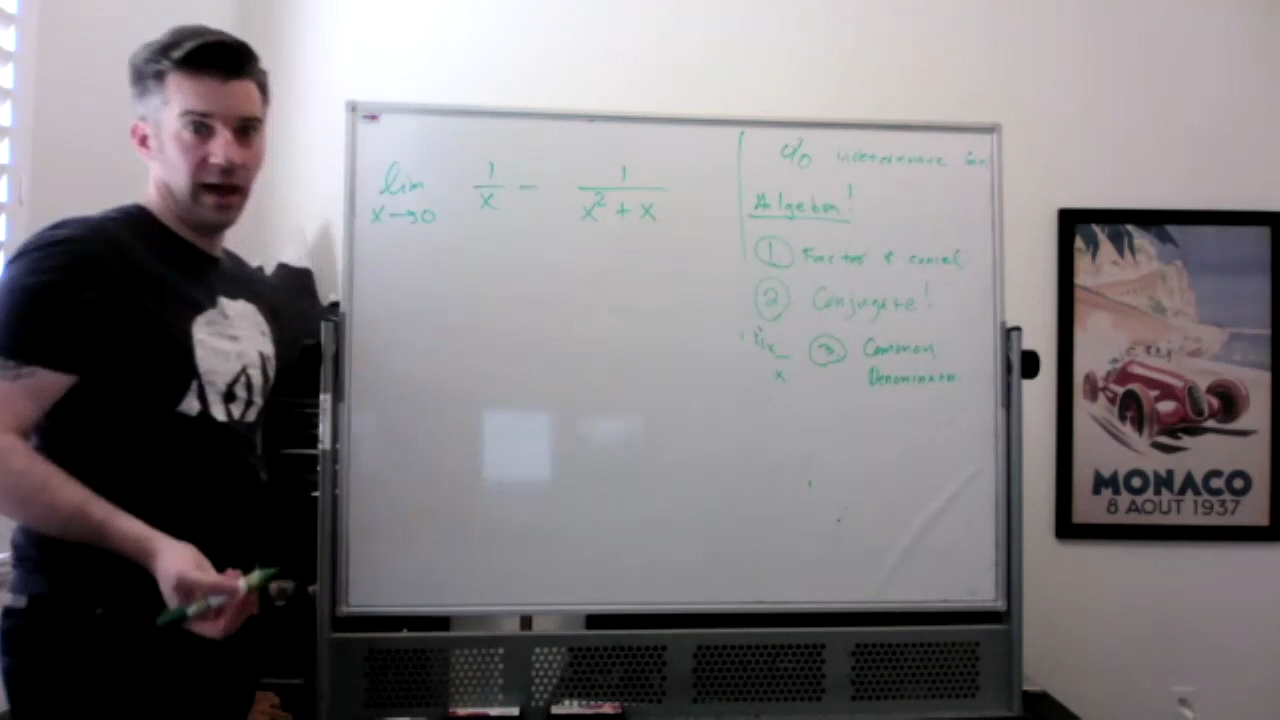 lim x→0 1/x - 1/(x² + x)
0/0 indeterminate
Algebra!
① Factor & cancel
② Conjugate!
③ Common
Denominator
MONACO
8 AOUT 1937